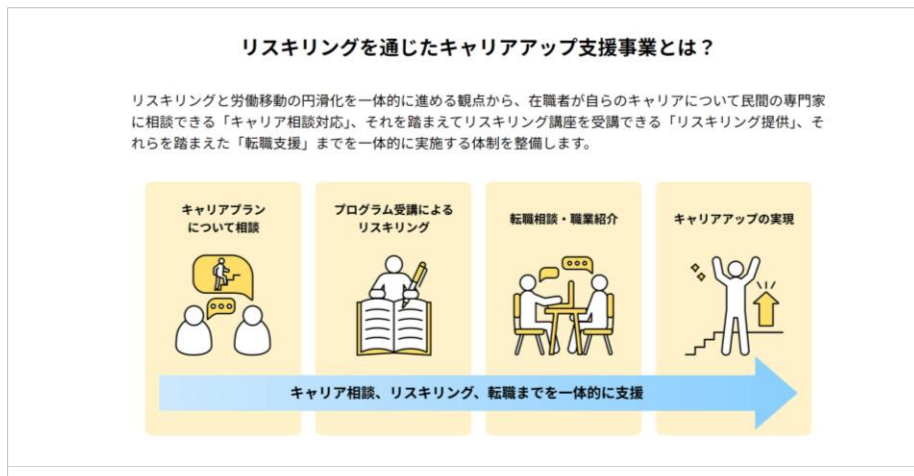 リスキリングを通じたキャリアアップ支援事業とは？
リスキリングと労働移動の円滑化を一体的に進める観点から、在職者が自らのキャリアについて民間の専門家
に相談できる「キャリア相談対応」、それを踏まえてリスキリング講座を受講できる「リスキリング提供」、そ
れらを踏まえた「転職支援」までを一体的に実施する体制を整備します。
キャリアプラン
について相談
プログラム受講による
リスキリング
転職相談・職業紹介
キャリアアップの実現
キャリア相談、リスキリング、転職までを一体的に支援